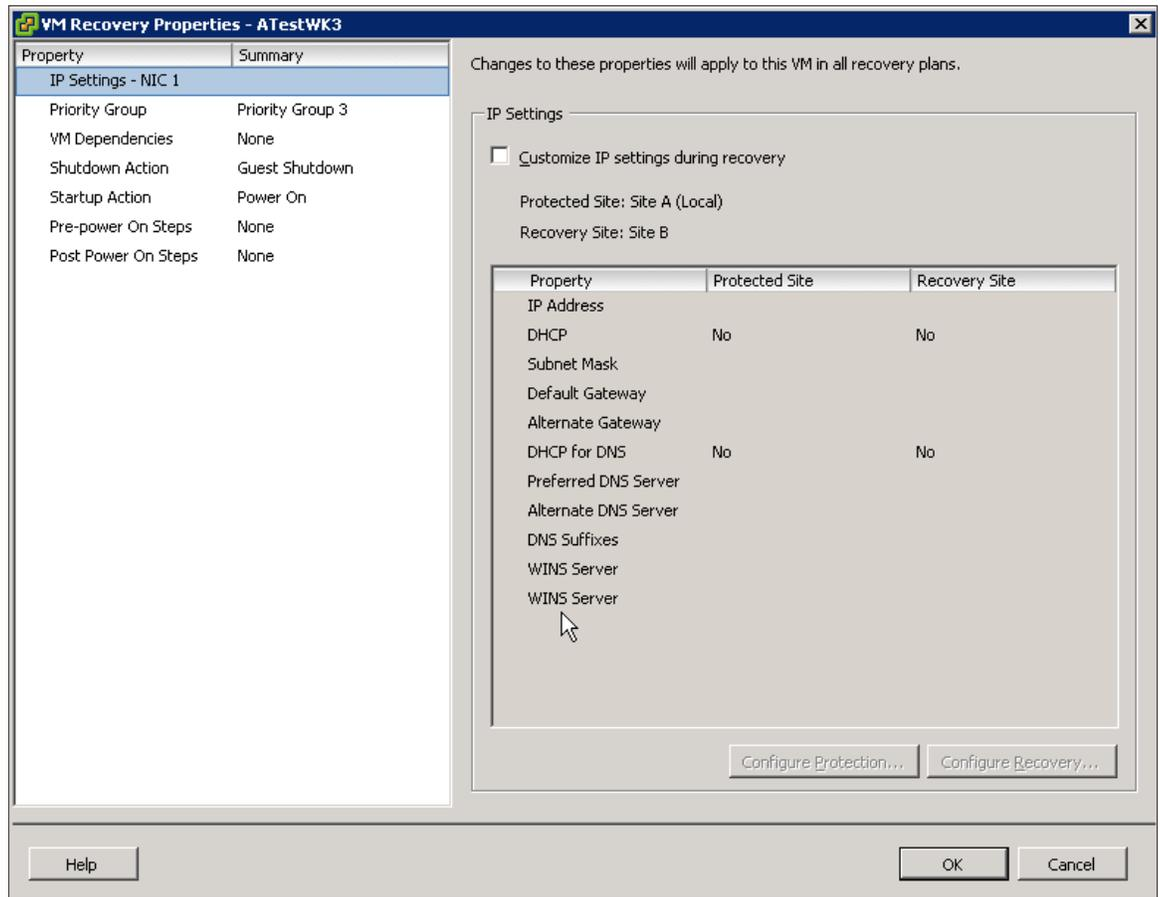 VM Recovery Properties - ATestWK3
Property Summary
IP Settings - NIC 1
Priority Group Priority Group 3
VM Dependencies None
Shutdown Action Guest Shutdown
Startup Action Power On
Pre-power On Steps None
Post Power On Steps None
Changes to these properties will apply to this VM in all recovery plans.
IP Settings
Customize IP settings during recovery
Protected Site: Site A (Local)
Recovery Site: Site B
Property Protected Site Recovery Site
IP Address
DHCP No No
Subnet Mask
Default Gateway
Alternate Gateway
DHCP for DNS No No
Preferred DNS Server
Alternate DNS Server
DNS Suffixes
WINS Server
WINS Server
Configure Protection... Configure Recovery...
Help OK Cancel